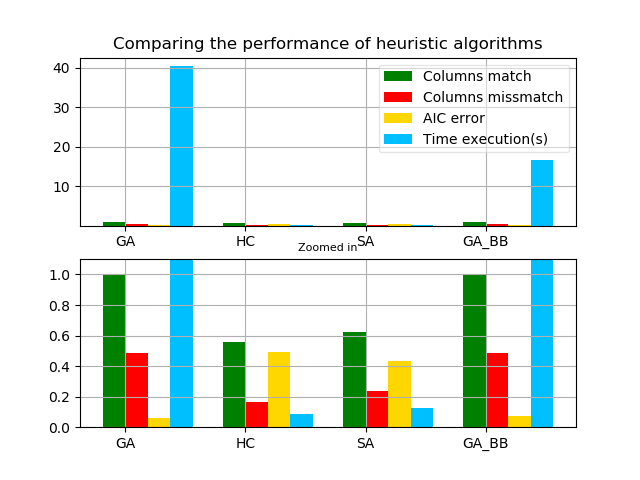 Comparing the performance of heuristic algorithms
40
30
20
10
Columns match
Columns missmatch
AIC error
Time execution(s)
GA HC SA GA_BB
Zoomed in
1.0
0.8
0.6
0.4
0.2
0.0
GA HC SA GA_BB